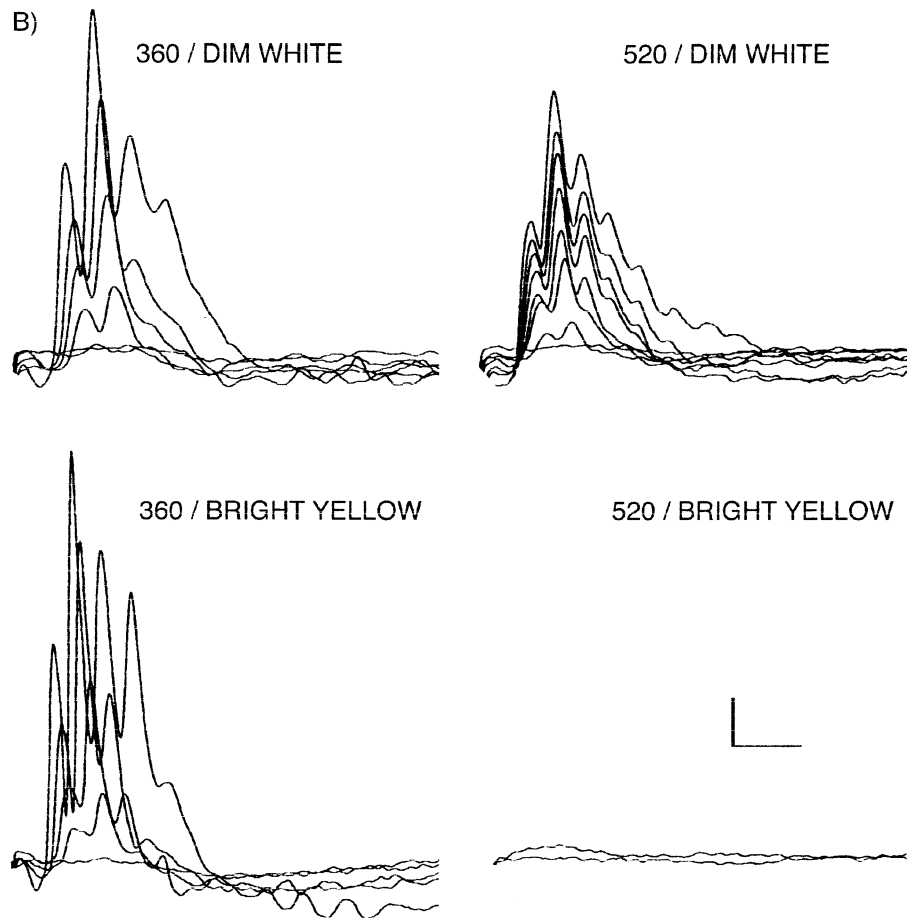 B)
360 / DIM WHITE
520 / DIM WHITE
360 / BRIGHT YELLOW
520 / BRIGHT YELLOW